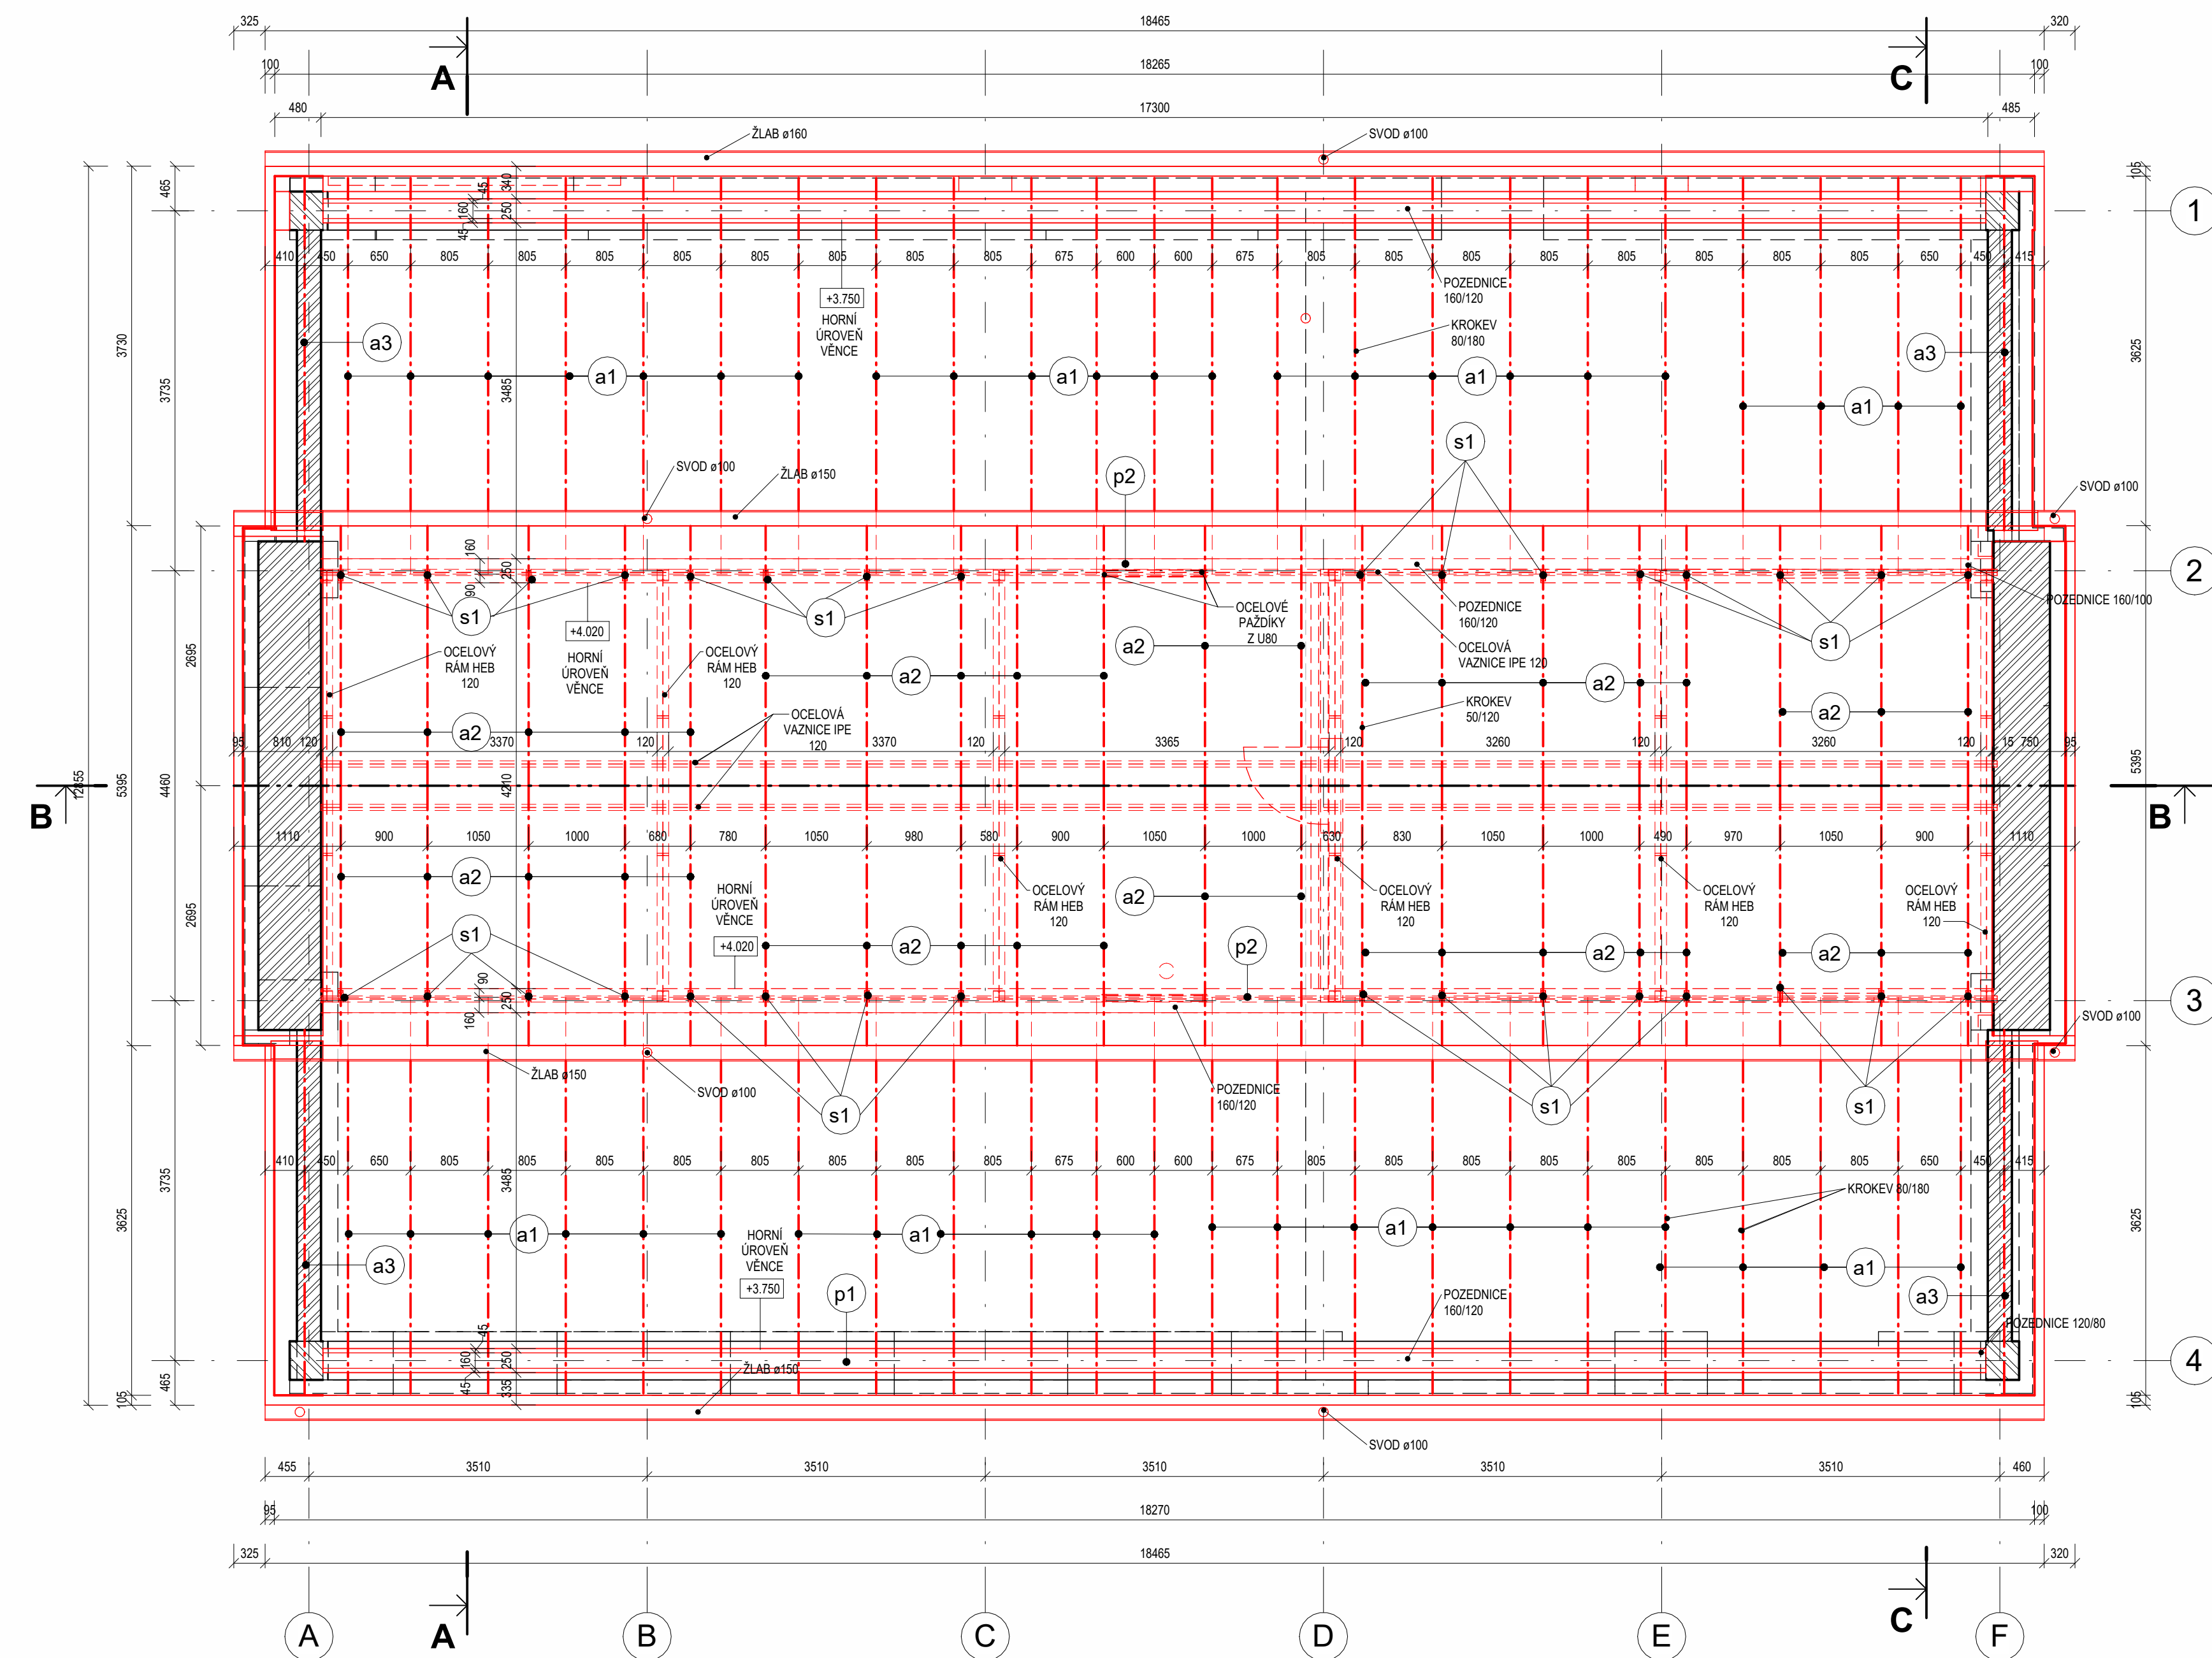 325
18465
320
100
18265
100
A
C
480
17300
485
ŽLAB ø160
SVOD ø100
465
340
45
160
250
45
105
1
410
450
650
805
805
805
805
805
805
805
805
675
600
600
675
805
805
805
805
805
805
805
650
450
415
+3.750
HORNÍ
ÚROVEŇ
VĚNCE
POZEDNICE
160/120
KROKEV
80/180
3730
3735
3485
3625
a3
a1
a1
a1
a1
a3
s1
p2
SVOD ø100
ŽLAB ø150
SVOD ø100
160
250
90
2
s1
s1
s1
+4.020
HORNÍ
ÚROVEŇ
VĚNCE
OCELOVÉ
PAŽDÍKY
Z U80
POZEDNICE
160/120
POZEDNICE 160/100
OCELOVÝ
RÁM HEB
120
OCELOVÝ
RÁM HEB
120
OCELOVÁ
VAZNICE IPE 120
a2
a2
a2
a2
a2
KROKEV
50/120
OCELOVÁ
VAZNICE IPE
120
2695
95
810
120
3370
120
3370
120
3365
120
3260
120
3260
120
15
750
95
12855
5395
4460
4210
5395
B
B
1110
900
1050
1000
680
780
1050
980
580
900
1050
1000
630
830
1050
1000
490
970
1050
900
1110
a2
a2
a2
a2
a2
HORNÍ
ÚROVEŇ
VĚNCE
+4.020
OCELOVÝ
RÁM HEB
120
OCELOVÝ
RÁM HEB
120
OCELOVÝ
RÁM HEB
120
OCELOVÝ
RÁM HEB
120
2695
s1
p2
90
250
160
3
SVOD ø100
ŽLAB ø150
SVOD ø100
POZEDNICE
160/120
s1
s1
s1
410
450
650
805
805
805
805
805
805
805
805
675
600
600
675
805
805
805
805
805
805
805
650
450
415
3625
3735
3485
3625
KROKEV 80/180
a1
a1
a1
a1
a3
a3
HORNÍ
ÚROVEŇ
VĚNCE
+3.750
p1
POZEDNICE
160/120
POZEDNICE 120/80
45
160
250
45
335
465
105
105
4
ŽLAB ø150
SVOD ø100
455
3510
3510
3510
3510
3510
460
95
18270
100
325
18465
320
A
A
B
C
D
E
C
F